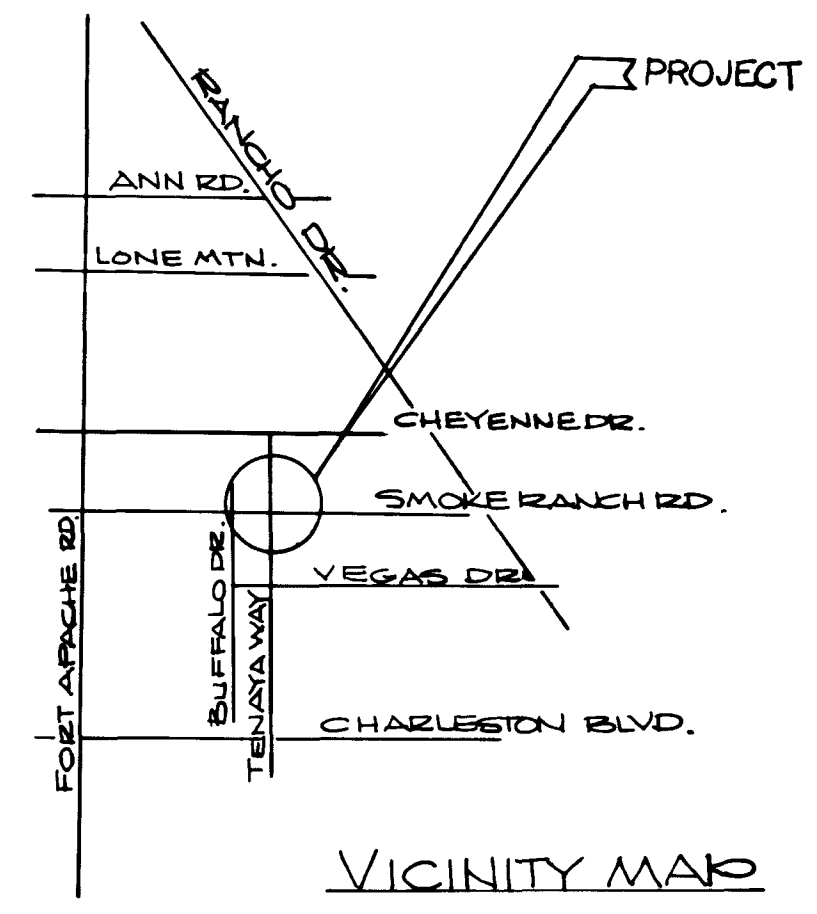 PROJECT
RANCHO DR.
ANN RD.
LONE MTN.
CHEYENNE DR.
SMOKE RANCH RD.
FORT APACHE RD.
BUFFALO DR.
TENAYA WAY
VEGAS DR.
CHARLESTON BLVD.
VICINITY MAP